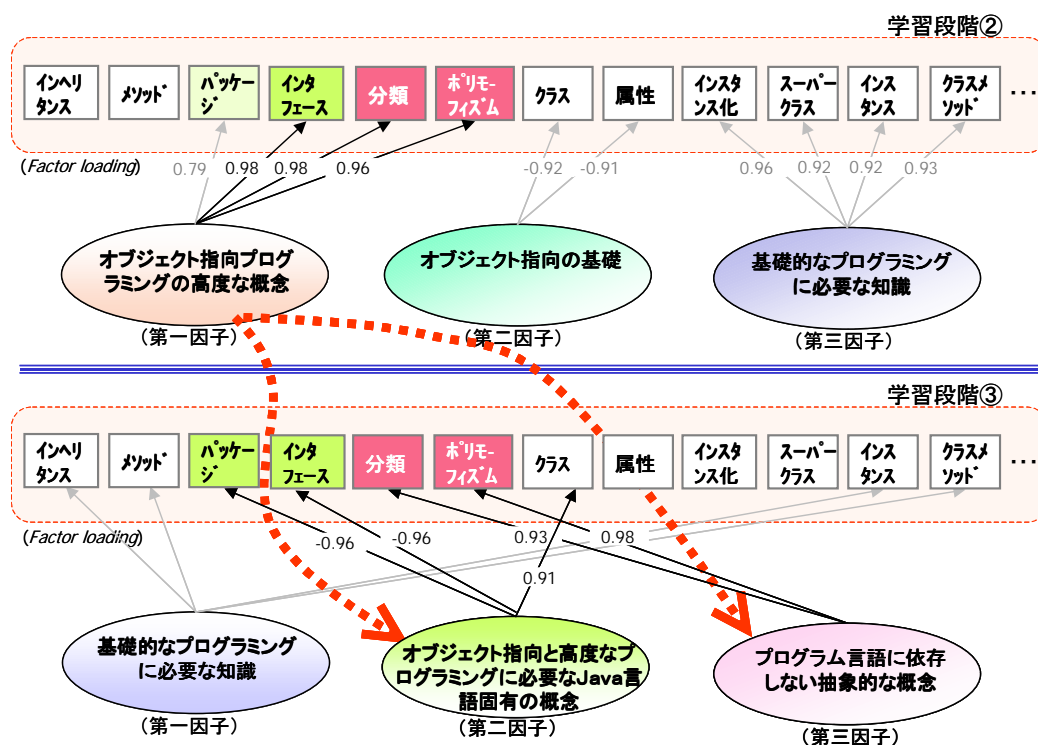 学習段階②
インヘリ
タンス
メソッド
パッケー
ジ
インタ
フェース
分類
ポリモー
フィズム
クラス
属性
インスタ
ンス化
スーパー
クラス
インス
タンス
クラスメ
ソッド
…
(Factor loading)
0.79
0.98
0.98
0.96
-0.92
-0.91
0.96
0.92
0.92
0.93
オブジェクト指向プログ
ラミングの高度な概念
(第一因子)
オブジェクト指向の基礎
(第二因子)
基礎的なプログラミング
に必要な知識
(第三因子)
学習段階③
インヘリ
タンス
メソッド
パッケー
ジ
インタ
フェース
分類
ポリモー
フィズム
クラス
属性
インスタ
ンス化
スーパー
クラス
インス
タンス
クラスメ
ソッド
…
(Factor loading)
-0.96
-0.96
0.93
0.98
0.91
基礎的なプログラミング
に必要な知識
(第一因子)
オブジェクト指向と高度なプ
ログラミングに必要なJava言
語固有の概念
(第二因子)
プログラム言語に依存
しない抽象的な概念
(第三因子)